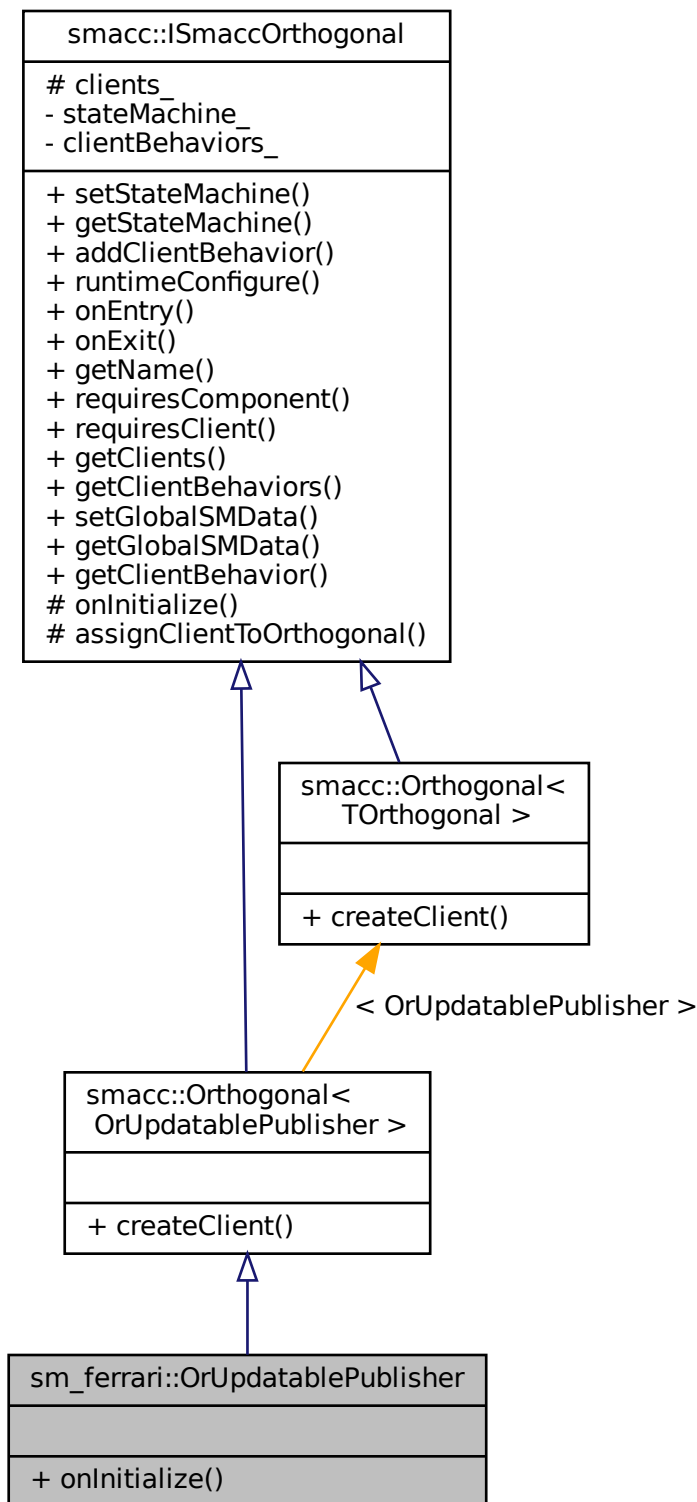 smacc::ISmaccOrthogonal
# clients_
- stateMachine_
- clientBehaviors_
+ setStateMachine()
+ getStateMachine()
+ addClientBehavior()
+ runtimeConfigure()
+ onEntry()
+ onExit()
+ getName()
+ requiresComponent()
+ requiresClient()
+ getClients()
+ getClientBehaviors()
+ setGlobalSMData()
+ getGlobalSMData()
+ getClientBehavior()
# onInitialize()
# assignClientToOrthogonal()
smacc::Orthogonal<
TOrthogonal >
+ createClient()
< OrUpdatablePublisher >
smacc::Orthogonal<
OrUpdatablePublisher >
+ createClient()
sm_ferrari::OrUpdatablePublisher
+ onInitialize()